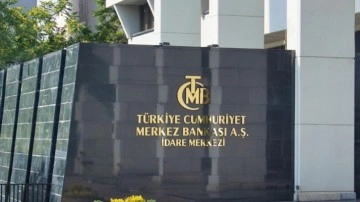 TCMB
TÜRKİYE CUMHURİYET
MERKEZ BANKASI A.Ş.
İDARE MERKEZİ